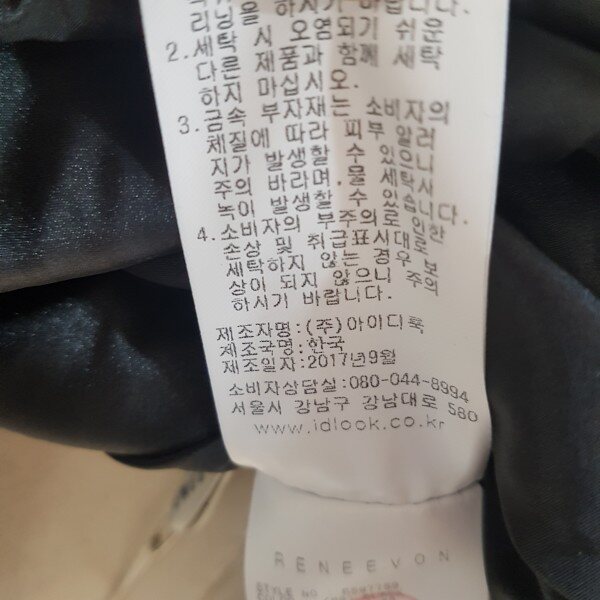 리닝을 하시기 바랍니다.
2. 세탁 시 오염되기 쉬운
다른 제품과 함께 세탁
하지 마십시오.
3. 금속 부자재는 소비자의
체질에 따라 피부 알러
지가 발생할 수 있으니
주의 바라며, 물 세탁시
녹이 발생할 수 있습니다.
4. 소비자의 부주의로 인한
손상 및 취급표시대로
세탁하지 않는 경우 보
상이 되지 않으니 주의
하시기 바랍니다.
제조자명:(주)아이디룩
제조국명:한국
제조일자:2017년9월
소비자상담실:080-044-8994
서울시 강남구 강남대로 580
www.idlook.co.kr
RENEEVON
STYLE NO